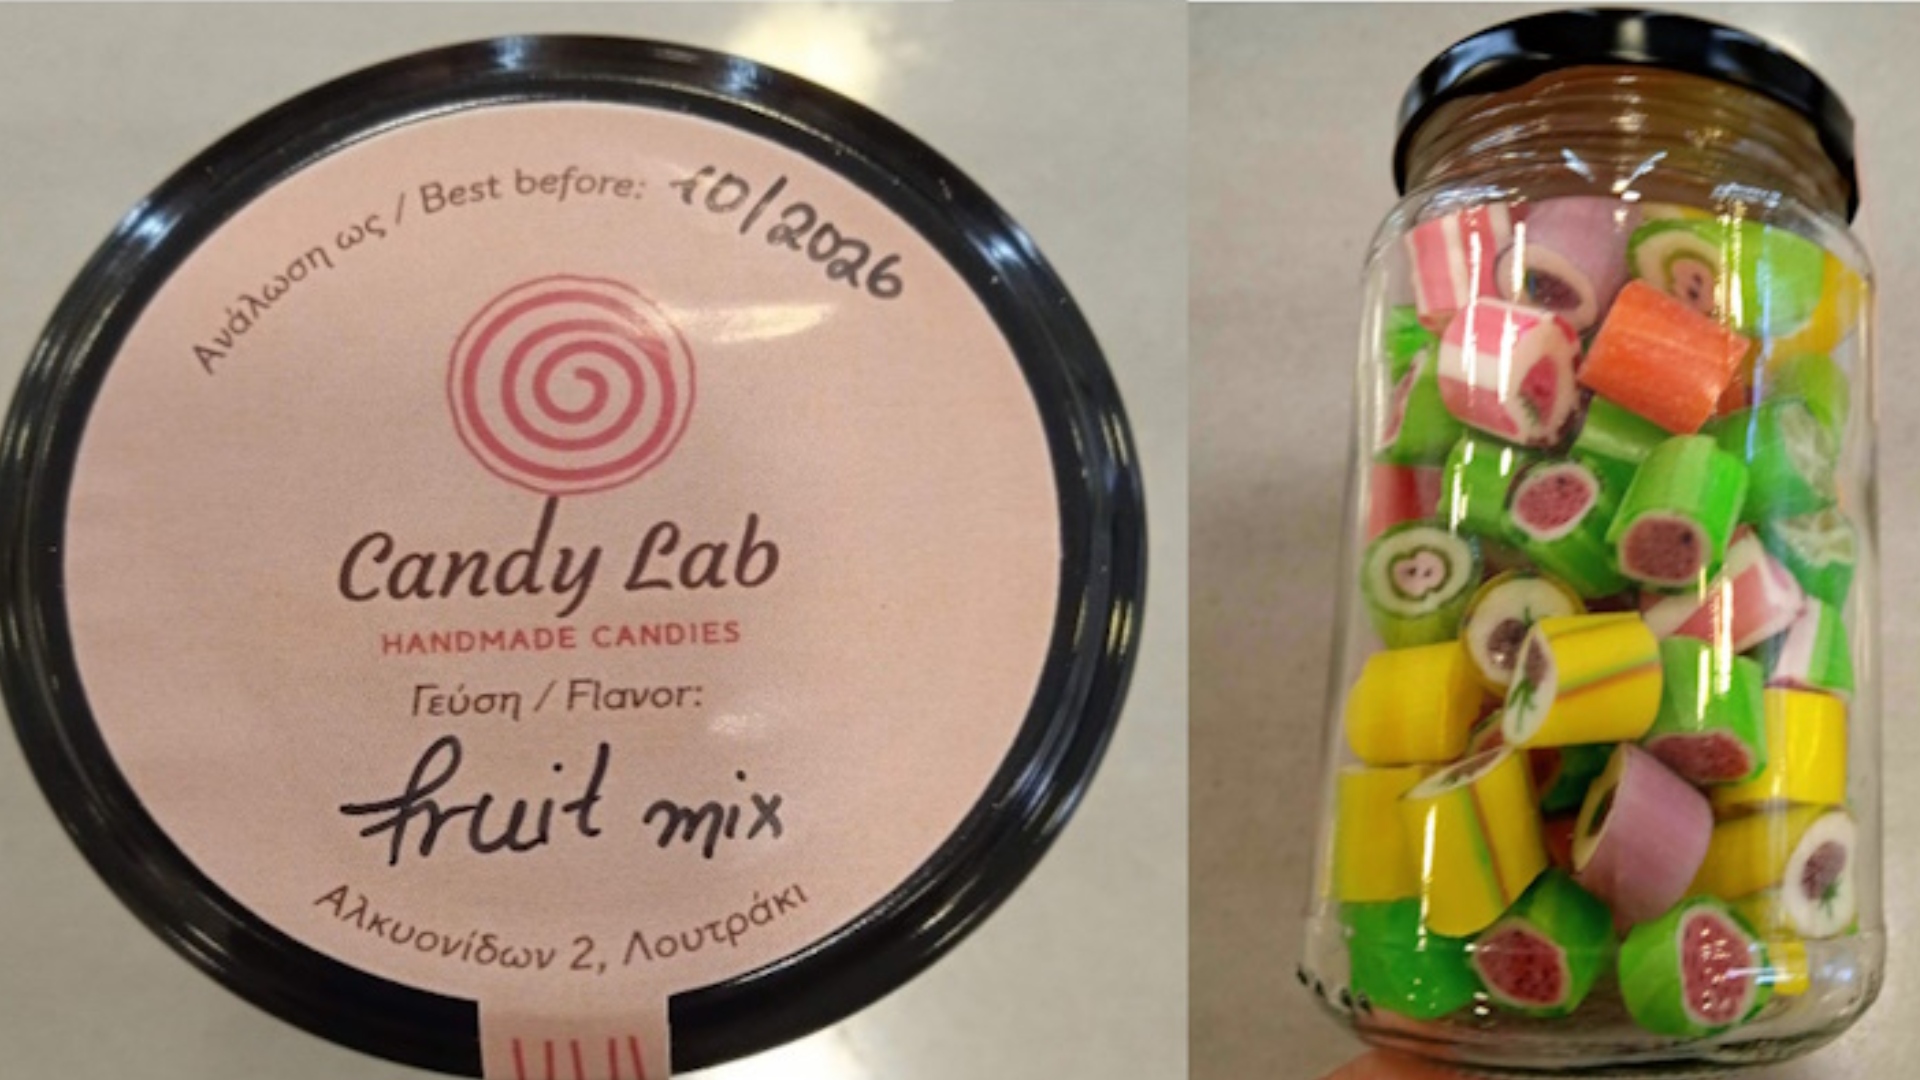 Ανάλωση ως / Best before: 10/2026
Candy Lab
HANDMADE CANDIES
Γεύση / Flavor:
fruit mix
Αλκυονίδων 2, Λουτράκι